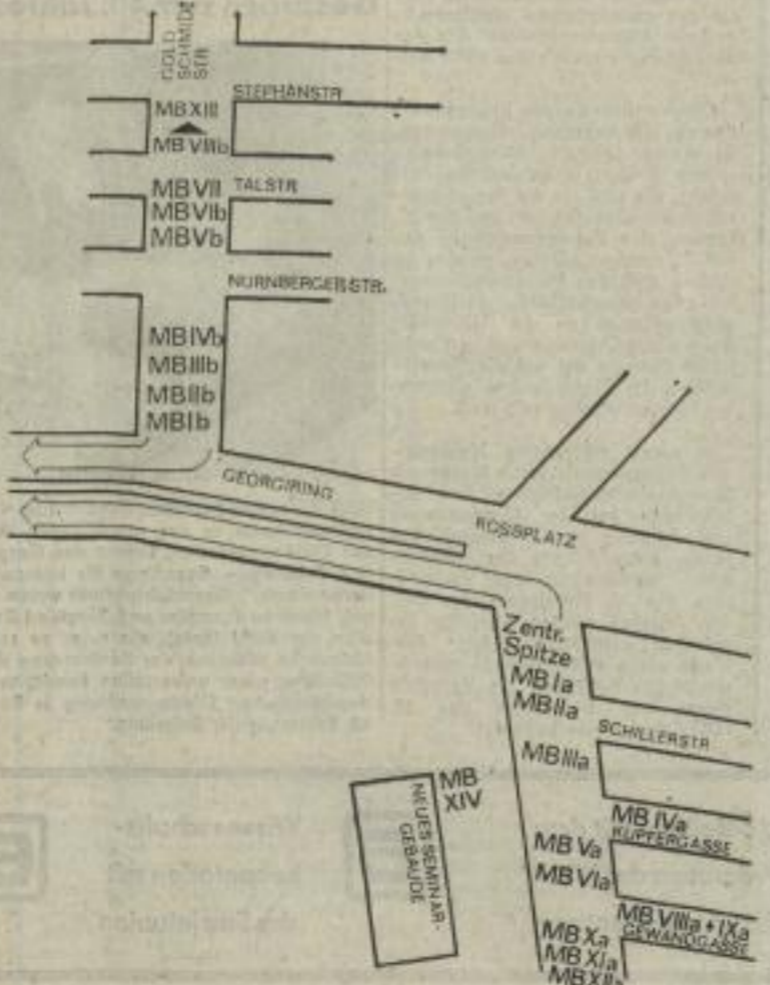 GOLD
SCHMIDT
STR
STEPHANSTR
MB XIII
MB VIIIb
MB VII
TALSTR
MB VIb
MB Vb
NÜRNBERGER STR.
MB IVb
MB IIIb
MB IIb
MB Ib
GEORGIRING
ROSSPLATZ
Zentr.
Spitze
MB Ia
MB IIa
SCHILLERSTR
MB IIIa
MB
XIV
NEUES SEMINAR-
GEBÄUDE
MB IVa
KUPFERGASSE
MB Va
MB VIa
MB VIIIa + IXa
GEWANDGASSE
MB Xa
MB XIa
MB XIIa